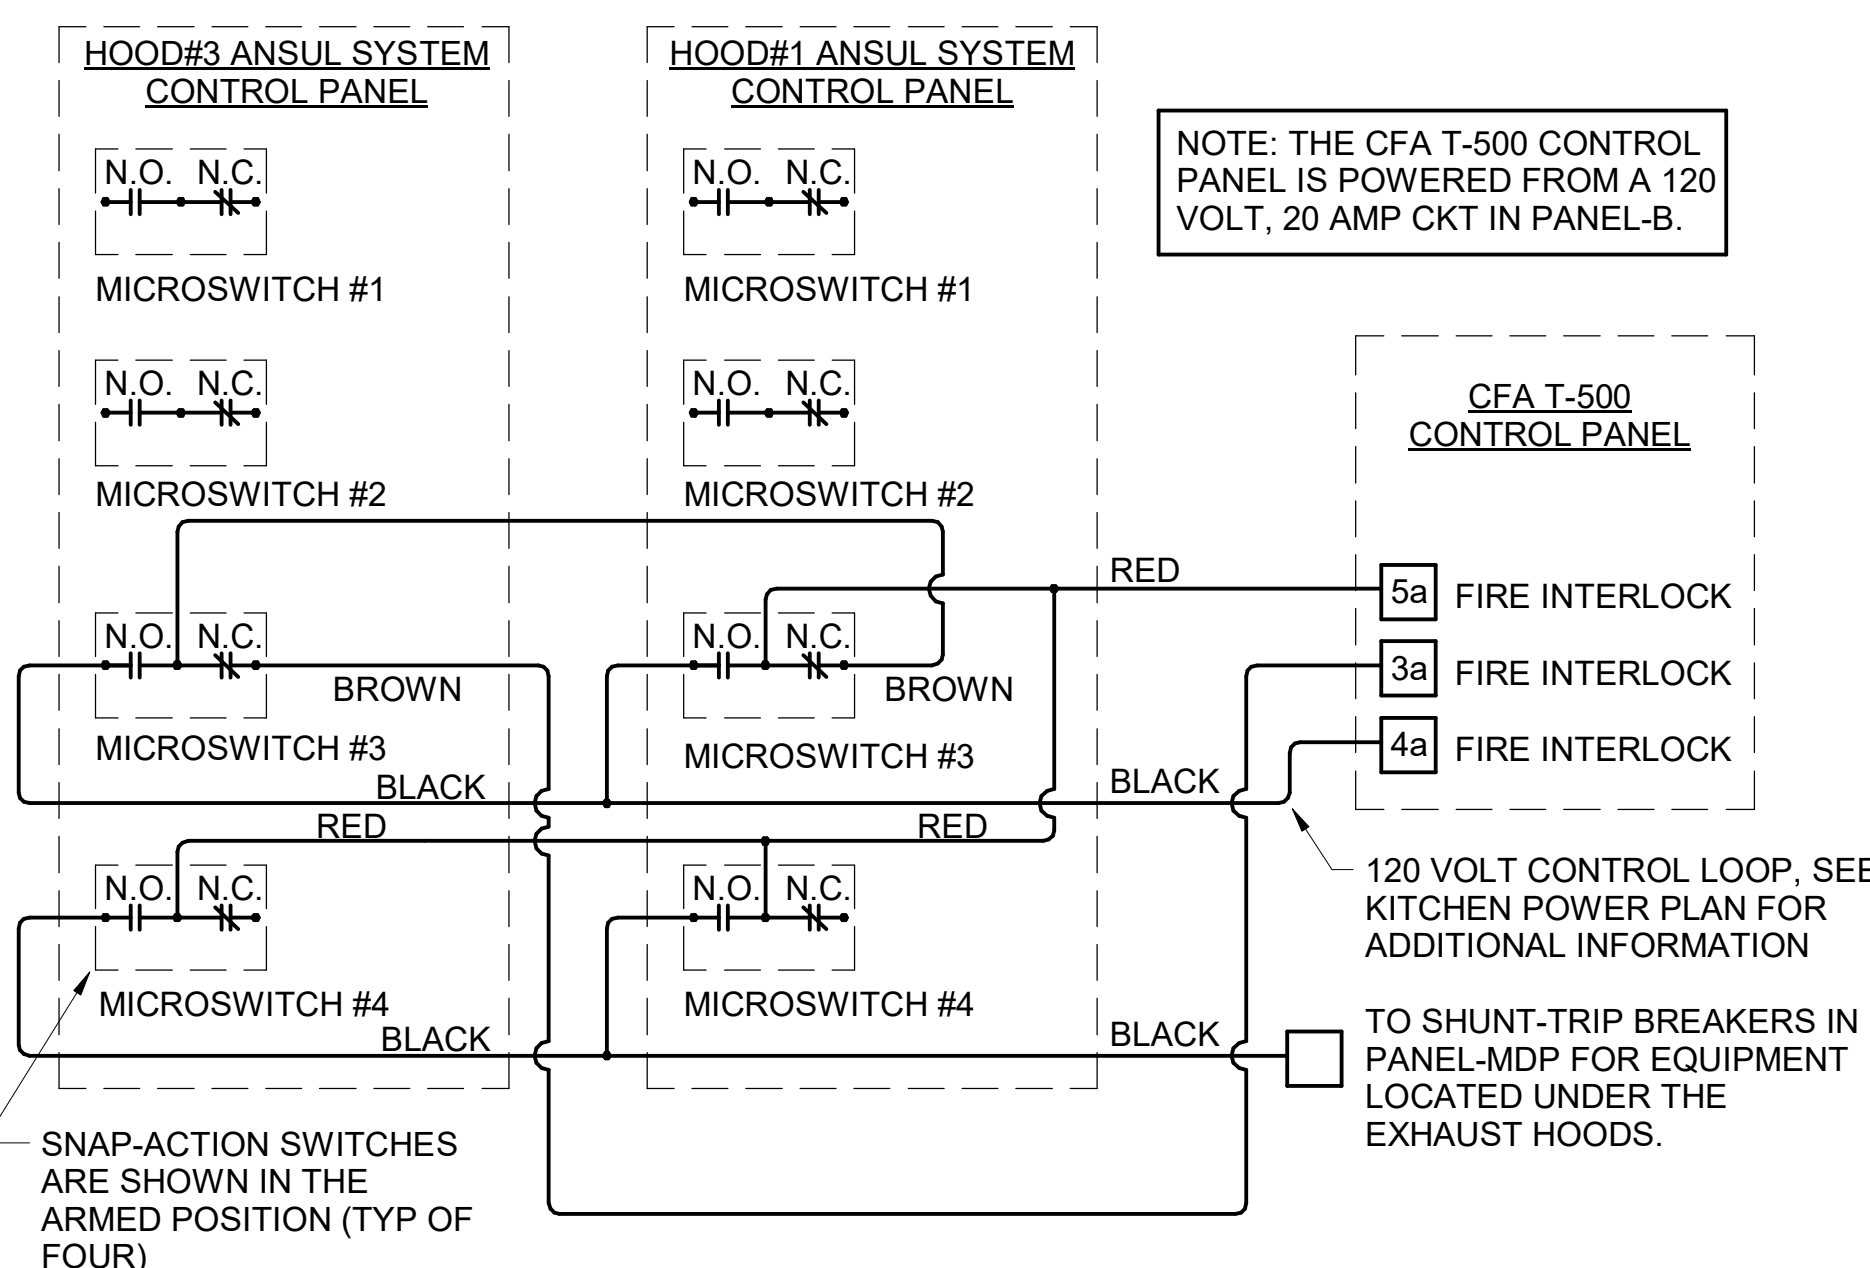 HOOD#3 ANSUL SYSTEM
CONTROL PANEL
N.O. N.C.
MICROSWITCH #1
N.O. N.C.
MICROSWITCH #2
N.O. N.C.
BROWN
MICROSWITCH #3
BLACK
RED
N.O. N.C.
MICROSWITCH #4
BLACK
SNAP-ACTION SWITCHES
ARE SHOWN IN THE
ARMED POSITION (TYP OF
FOUR)
HOOD#1 ANSUL SYSTEM
CONTROL PANEL
N.O. N.C.
MICROSWITCH #1
N.O. N.C.
MICROSWITCH #2
N.O. N.C.
BROWN
MICROSWITCH #3
RED
N.O. N.C.
MICROSWITCH #4
RED
BLACK
BLACK
NOTE: THE CFA T-500 CONTROL
PANEL IS POWERED FROM A 120
VOLT, 20 AMP CKT IN PANEL-B.
CFA T-500
CONTROL PANEL
5a FIRE INTERLOCK
3a FIRE INTERLOCK
4a FIRE INTERLOCK
120 VOLT CONTROL LOOP, SEE
KITCHEN POWER PLAN FOR
ADDITIONAL INFORMATION
TO SHUNT-TRIP BREAKERS IN
PANEL-MDP FOR EQUIPMENT
LOCATED UNDER THE
EXHAUST HOODS.